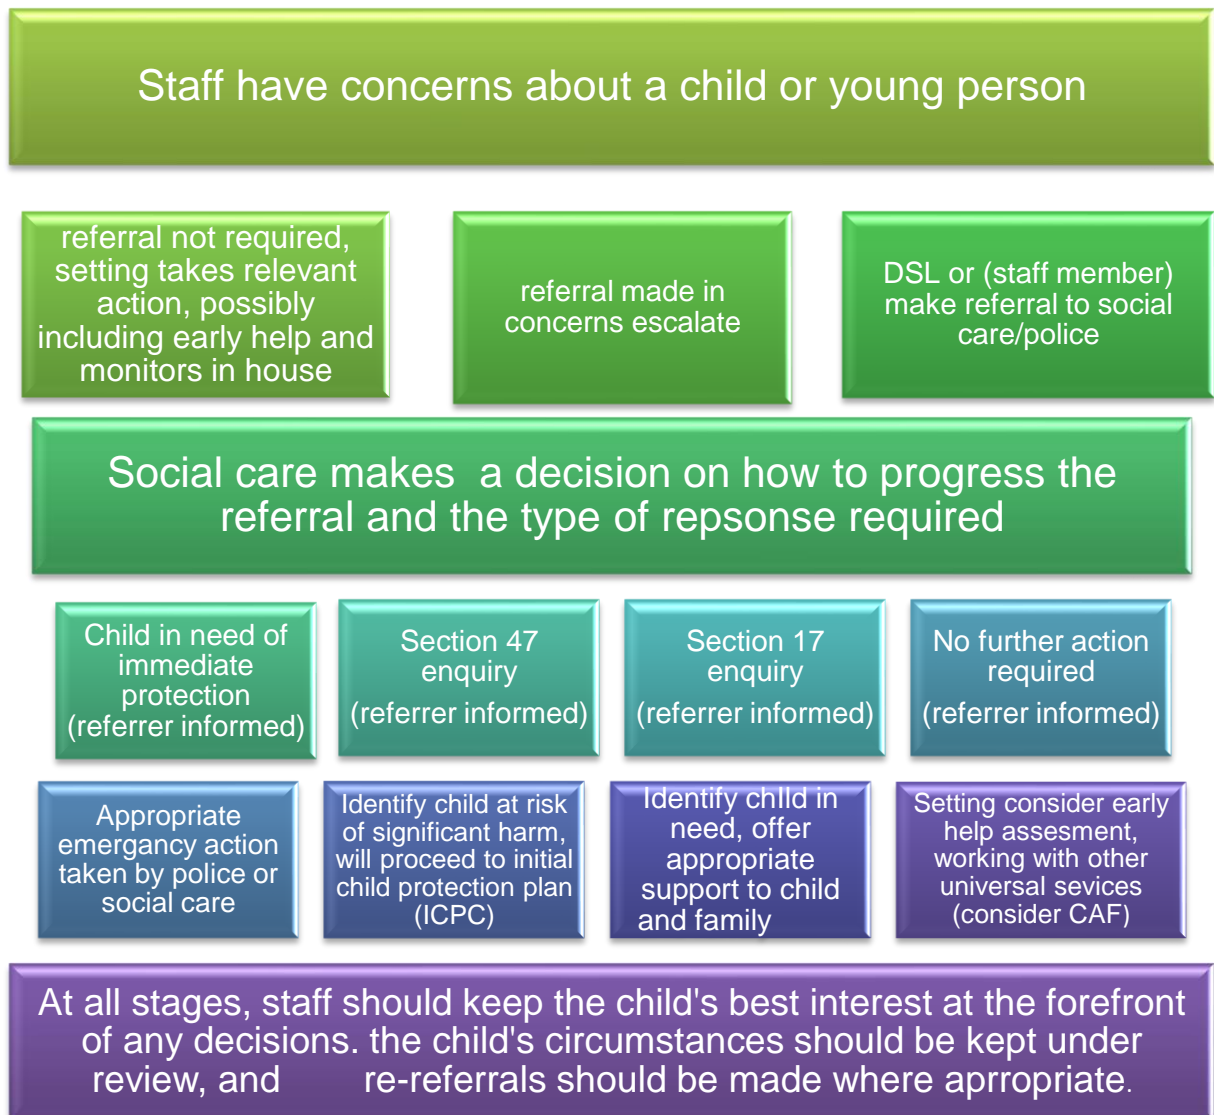 Staff have concerns about a child or young person
referral not required,
setting takes relevant
action, possibly
including early help and
monitors in house
referral made in
concerns escalate
DSL or (staff member)
make referral to social
care/police
Social care makes  a decision on how to progress the
referral and the type of repsonse required
Child in need of
immediate
protection
(referrer informed)
Section 47
enquiry
(referrer informed)
Section 17
enquiry
(referrer informed)
No further action
required
(referrer informed)
Appropriate
emergancy action
taken by police or
social care
Identify child at risk
of significant harm,
will proceed to initial
child protection plan
(ICPC)
Identify chIld in
need, offer
appropriate
support to child
and family
Setting consider early
help assesment,
working with other
universal sevices
(consider CAF)
At all stages, staff should keep the child's best interest at the forefront
of any decisions. the child's circumstances should be kept under
review, and       re-referrals should be made where aprropriate.